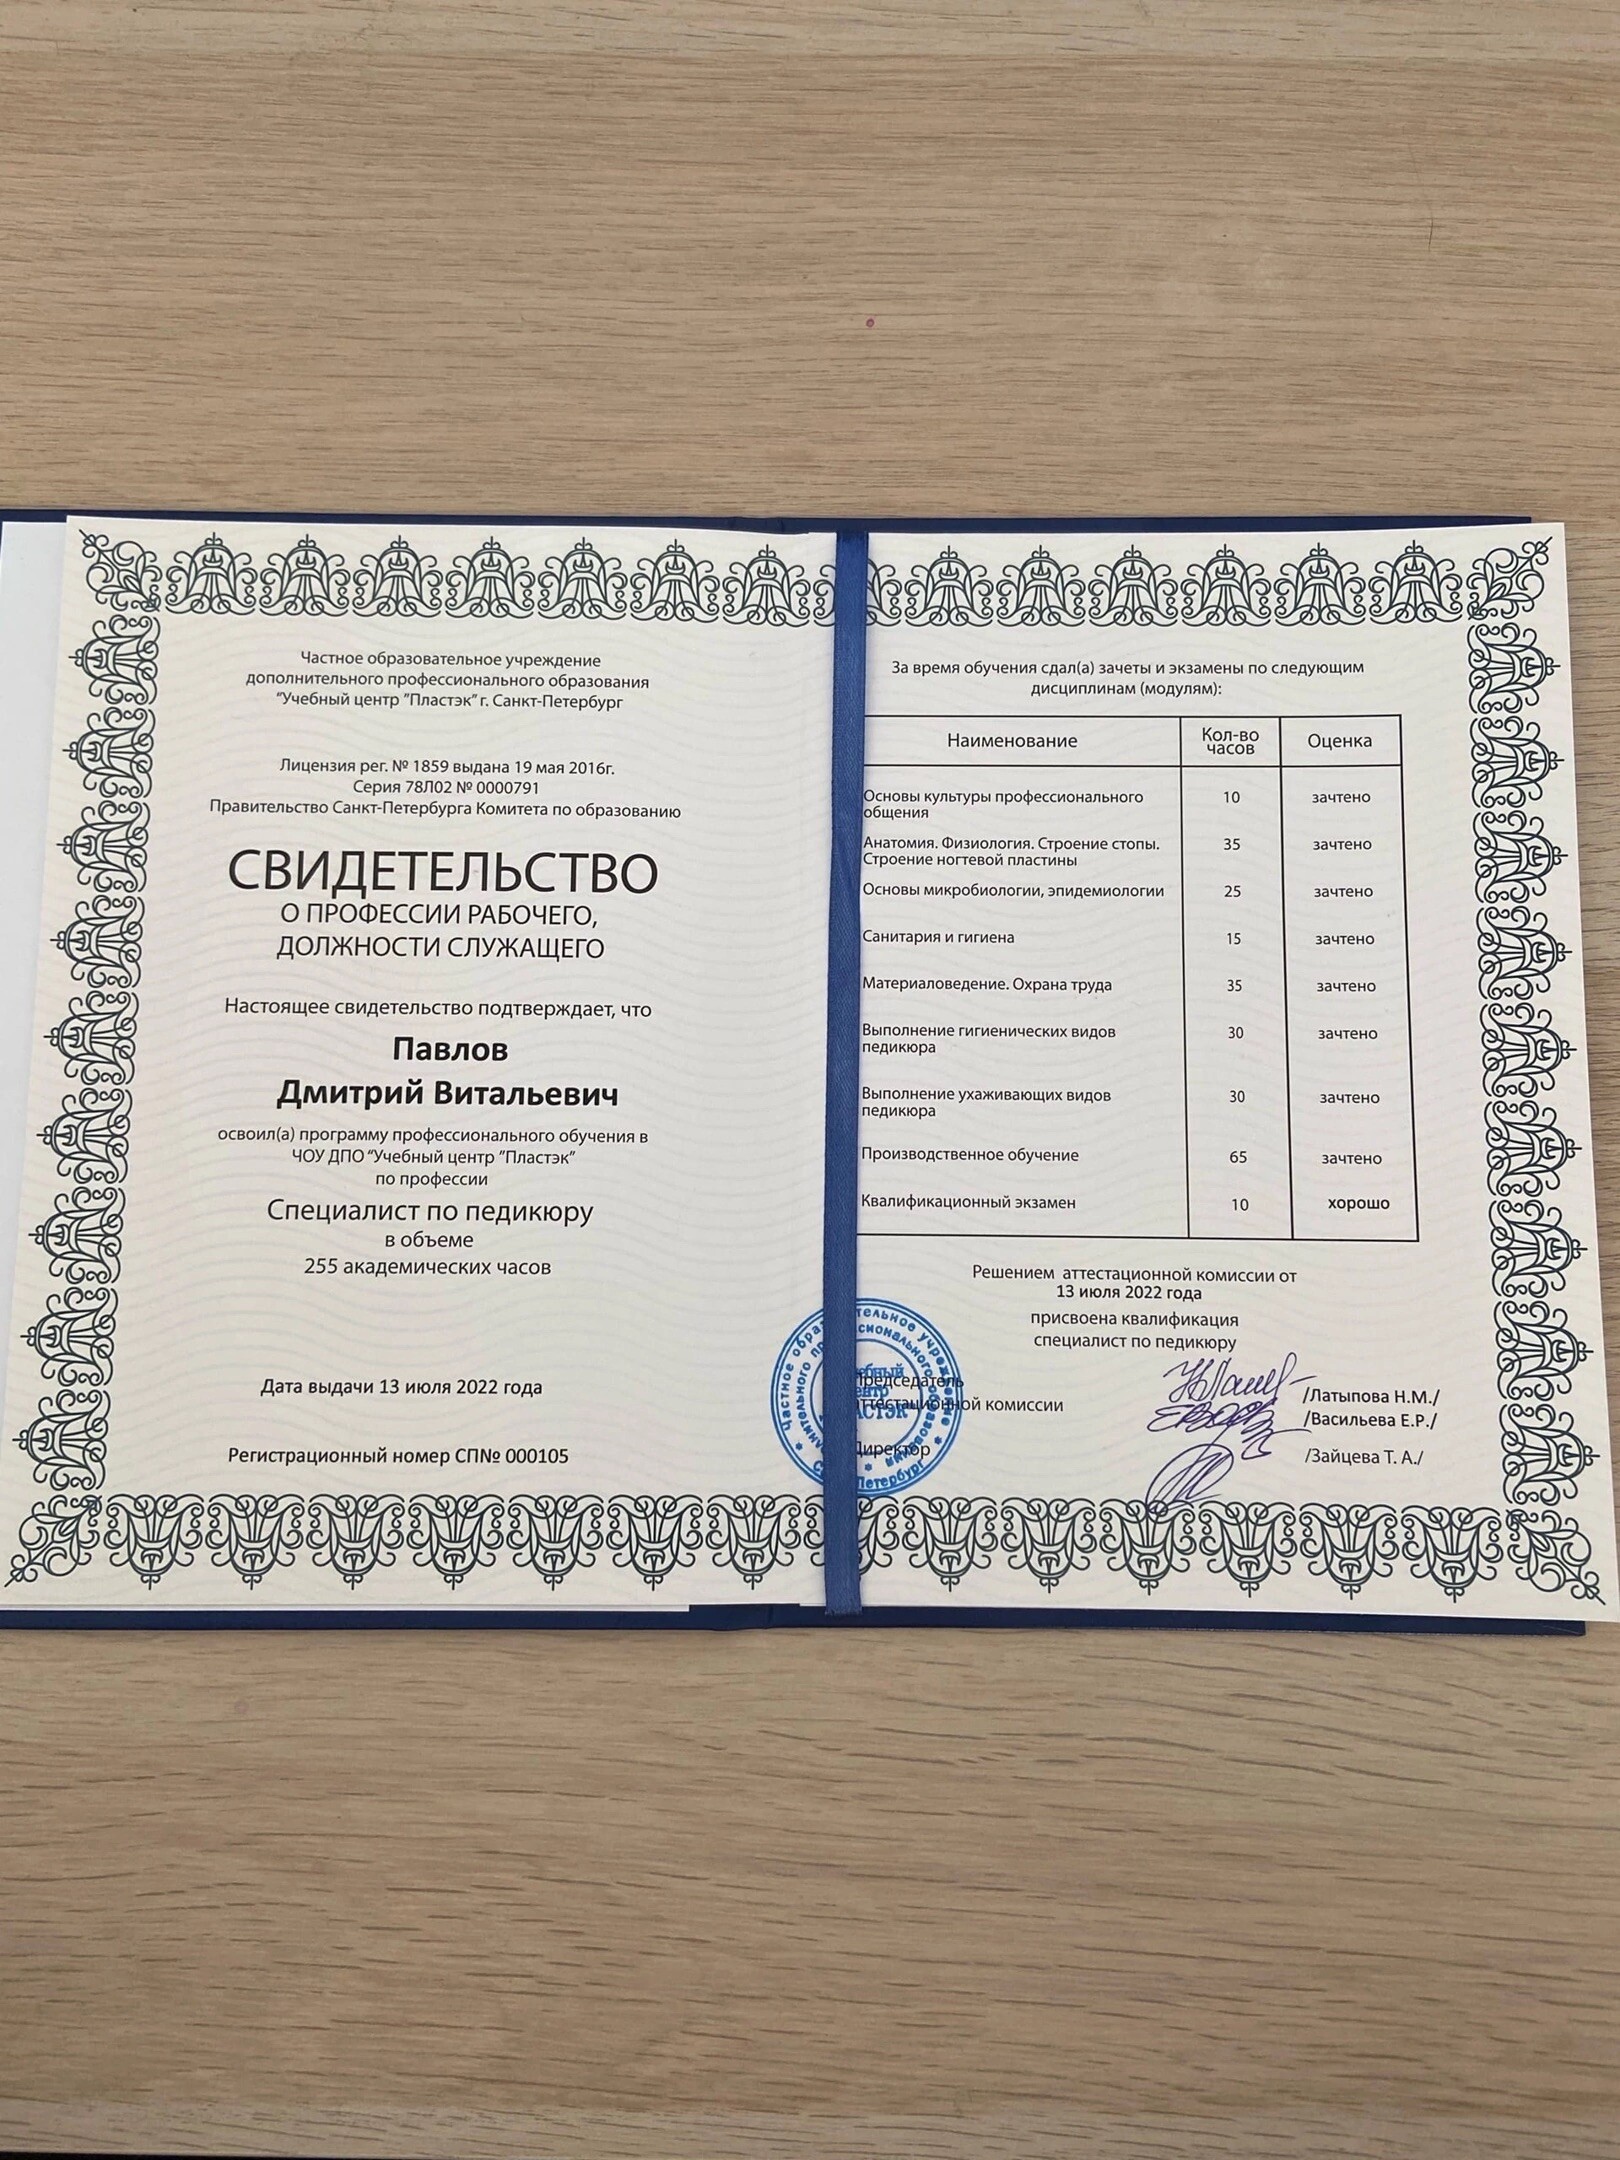 Частное образовательное учреждение
дополнительного профессионального образования
“Учебный центр ”Пластэк” г. Санкт-Петербург
Лицензия рег. № 1859 выдана 19 мая 2016г.
Серия 78Л02 № 0000791
Правительство Санкт-Петербурга Комитета по образованию
СВИДЕТЕЛЬСТВО
О ПРОФЕССИИ РАБОЧЕГО,
ДОЛЖНОСТИ СЛУЖАЩЕГО
Настоящее свидетельство подтверждает, что
Павлов
Дмитрий Витальевич
освоил(а) программу профессионального обучения в
ЧОУ ДПО “Учебный центр ”Пластэк”
по профессии
Специалист по педикюру
в объеме
255 академических часов
Дата выдачи 13 июля 2022 года
Регистрационный номер СП№ 000105
За время обучения сдал(а) зачеты и экзамены по следующим
дисциплинам (модулям):
Наименование Кол-во часов Оценка
Основы культуры профессионального общения 10 зачтено
Анатомия. Физиология. Строение стопы. Строение ногтевой пластины 35 зачтено
Основы микробиологии, эпидемиологии 25 зачтено
Санитария и гигиена 15 зачтено
Материаловедение. Охрана труда 35 зачтено
Выполнение гигиенических видов педикюра 30 зачтено
Выполнение ухаживающих видов педикюра 30 зачтено
Производственное обучение 65 зачтено
Квалификационный экзамен 10 хорошо
Решением аттестационной комиссии от
13 июля 2022 года
присвоена квалификация
специалист по педикюру
Председатель
аттестационной комиссии /Латыпова Н.М./
/Васильева Е.Р./
Директор /Зайцева Т. А./